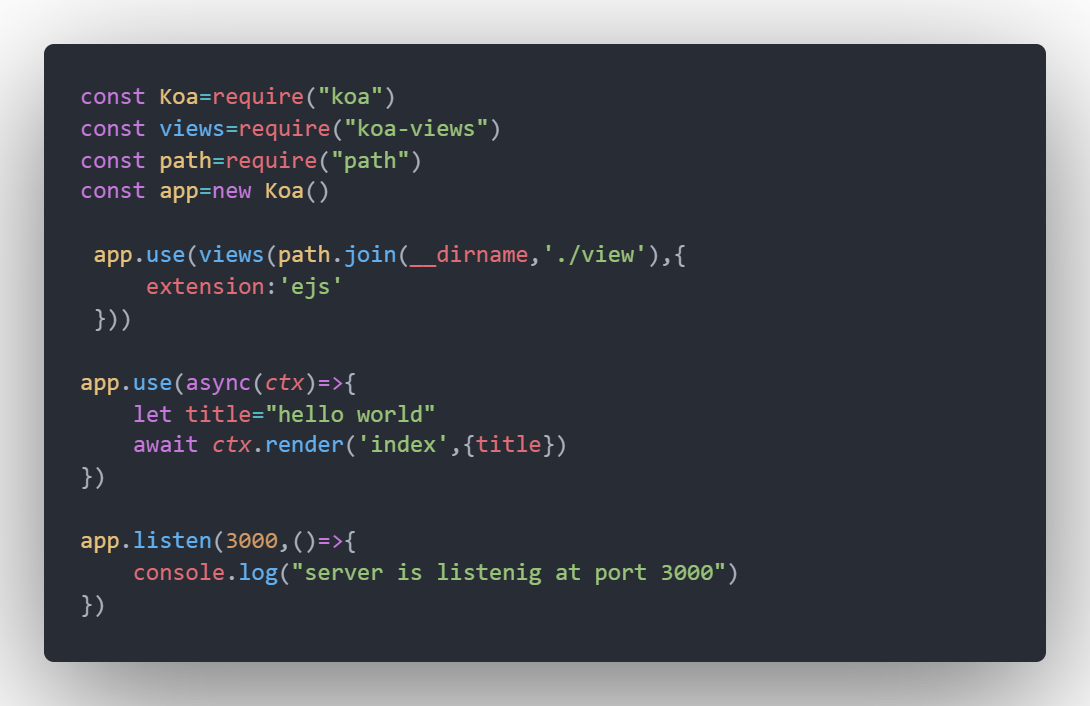 const Koa=require("koa")
const views=require("koa-views")
const path=require("path")
const app=new Koa()
app.use(views(path.join(__dirname,'./view'),{
extension:'ejs'
}))
app.use(async(ctx)=>{
let title="hello world"
await ctx.render('index',{title})
})
app.listen(3000,()=>{
console.log("server is listenig at port 3000")
})